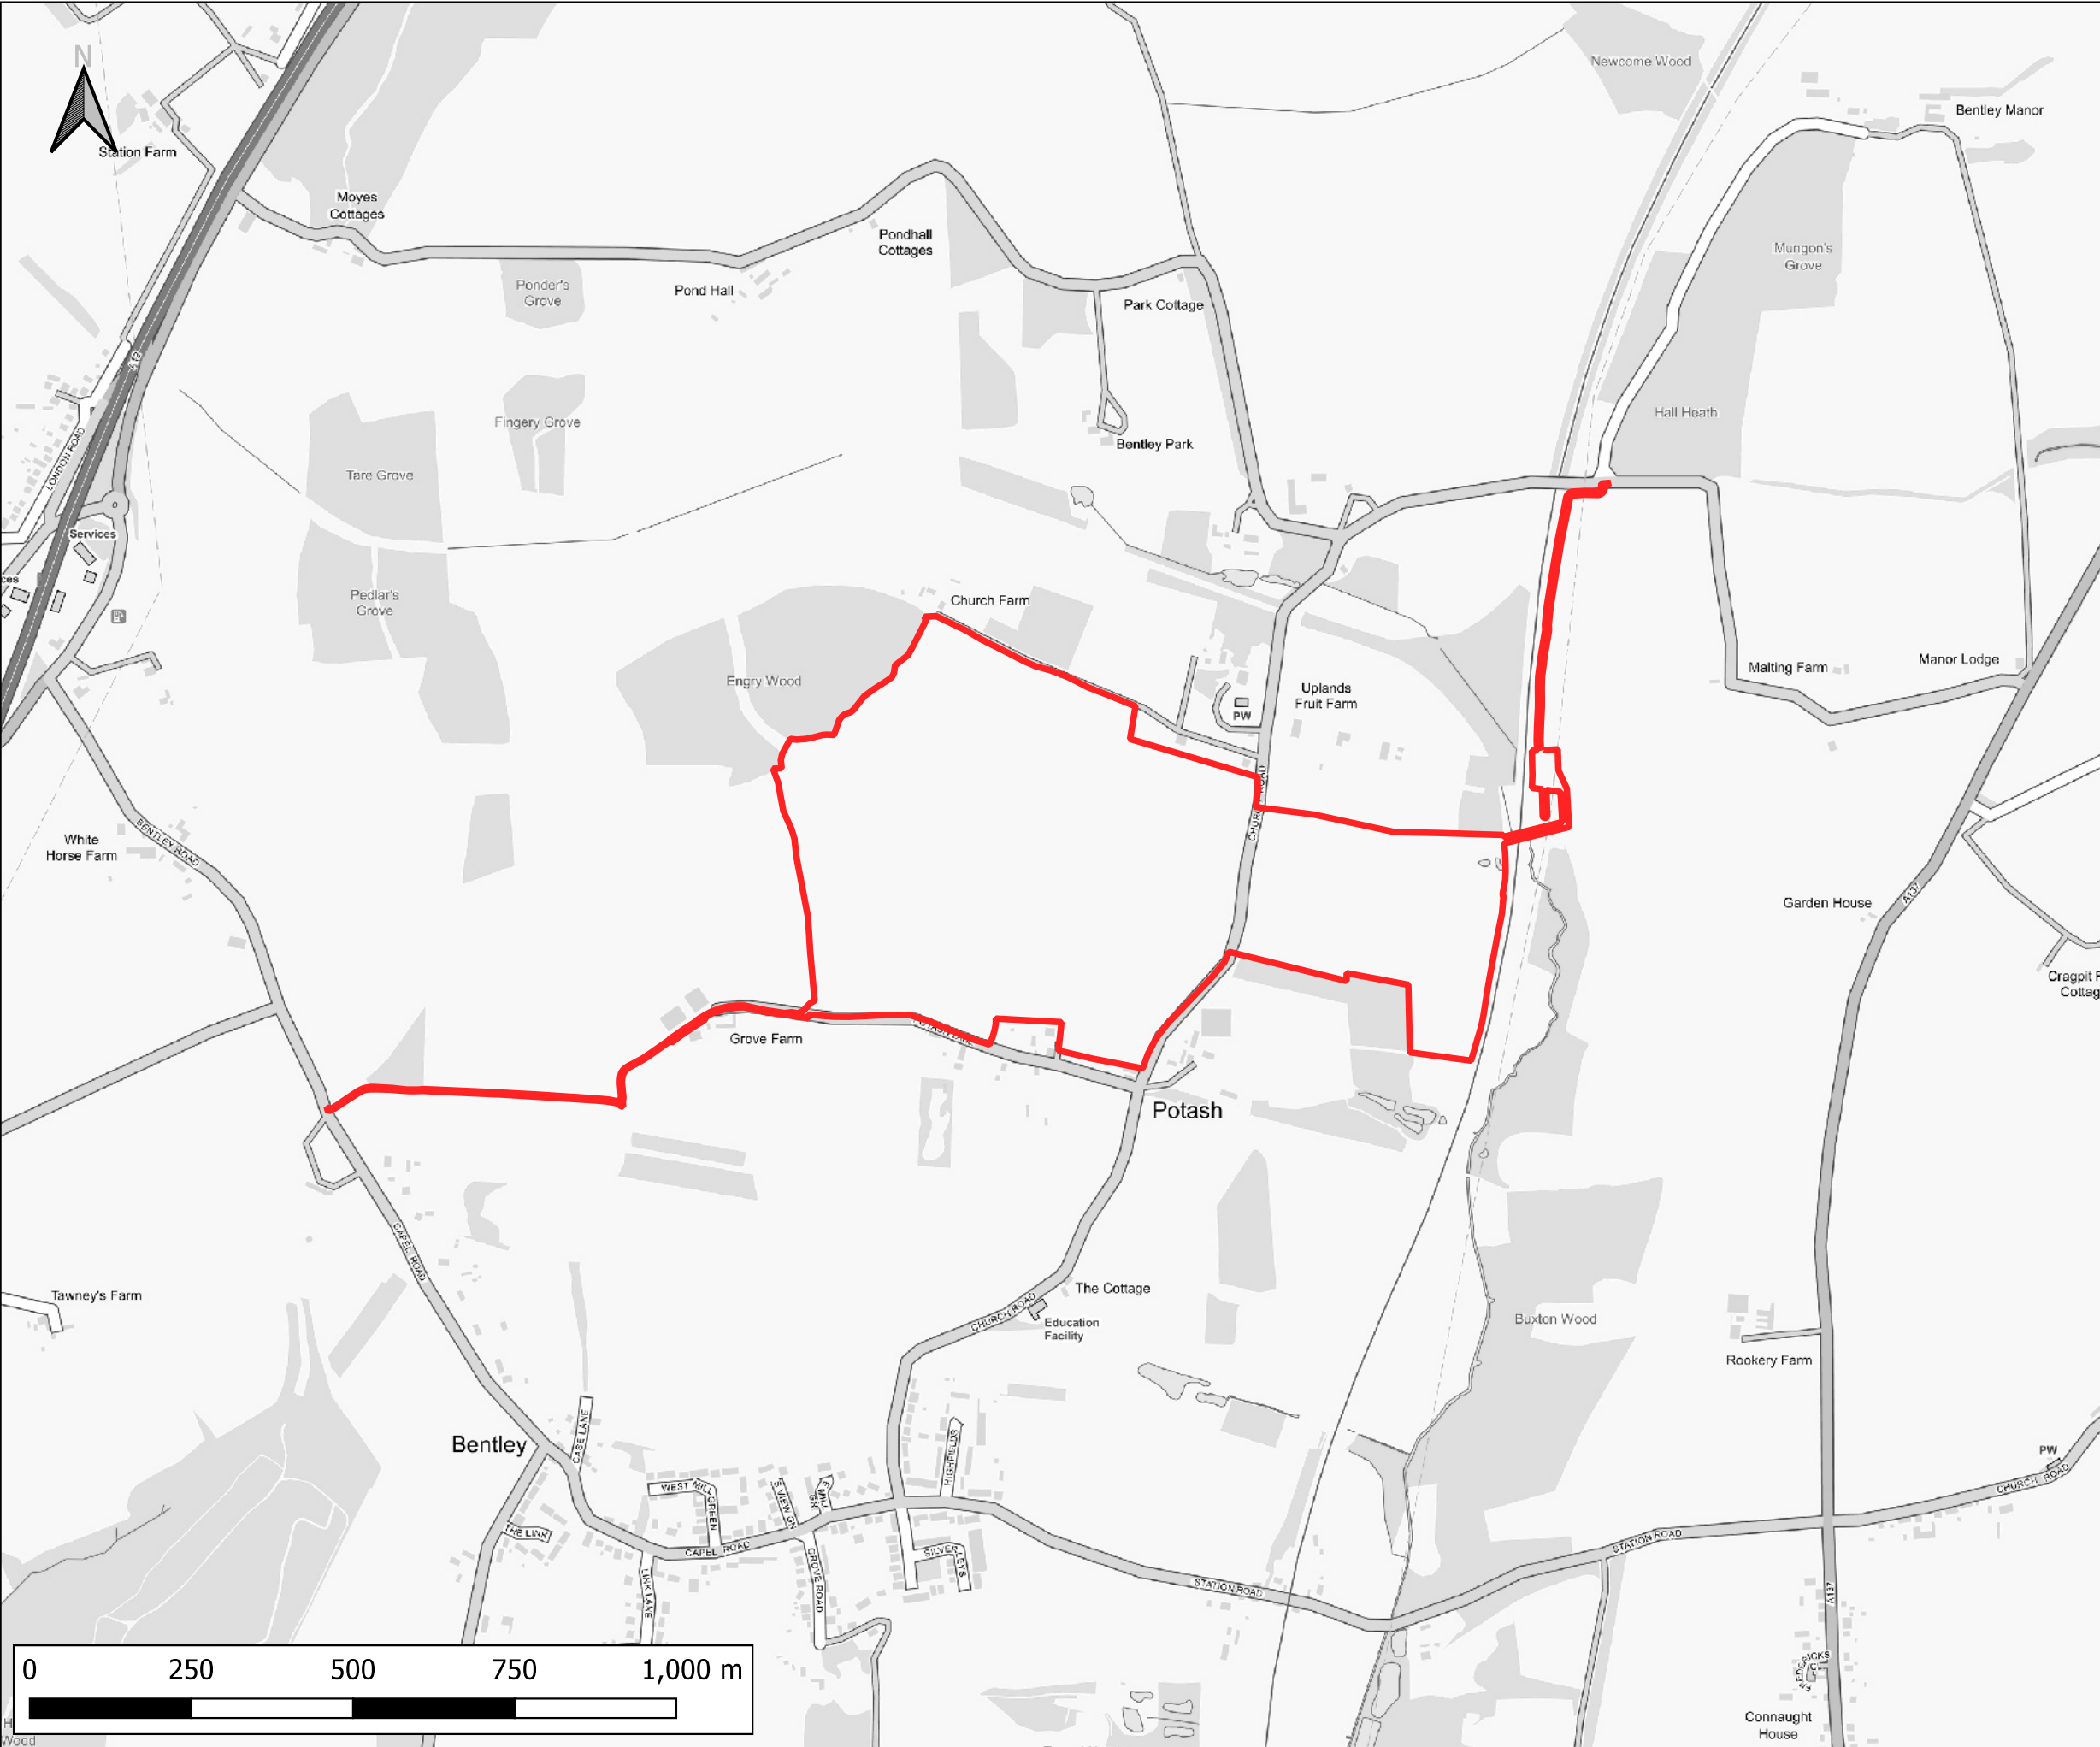 N
Newcome Wood
Bentley Manor
Station Farm
Moyes
Cottages
Pondhall
Cottages
Mungon's
Grove
Ponder's
Grove
Pond Hall
Park Cottage
A12
Fingery Grove
Hall Heath
Bentley Park
LONDON ROAD
Tare Grove
Services
ces
Pedlar's
Grove
Church Farm
Engry Wood
Uplands
Fruit Farm
PW
Malting Farm
Manor Lodge
White
Horse Farm
BENTLEY ROAD
Garden House
A137
Cragpit F
Cottag
Grove Farm
Potash
CAPEL ROAD
Tawney's Farm
The Cottage
CHURCH ROAD
Education
Facility
Buxton Wood
Rookery Farm
Bentley
CASE LANE
HIGHFIELDS
PW
CHURCH ROAD
WEST MILL
GREEN
THE LINK
CAPEL ROAD
GROVE ROAD
SILVER LEYS
LINK LANE
STATION ROAD
STATION ROAD
A137
0 250 500 750 1,000 m
Connaught
House
Wood